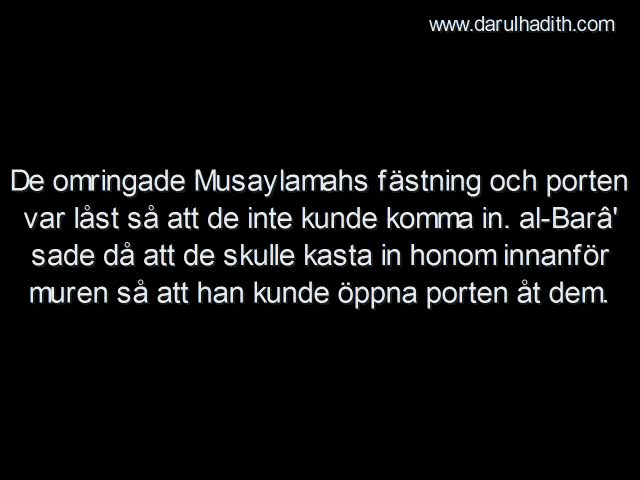 www.darulhadith.com
De omringade Musaylamahs fästning och porten
var låst så att de inte kunde komma in. al-Barâ'
sade då att de skulle kasta in honom innanför
muren så att han kunde öppna porten åt dem.